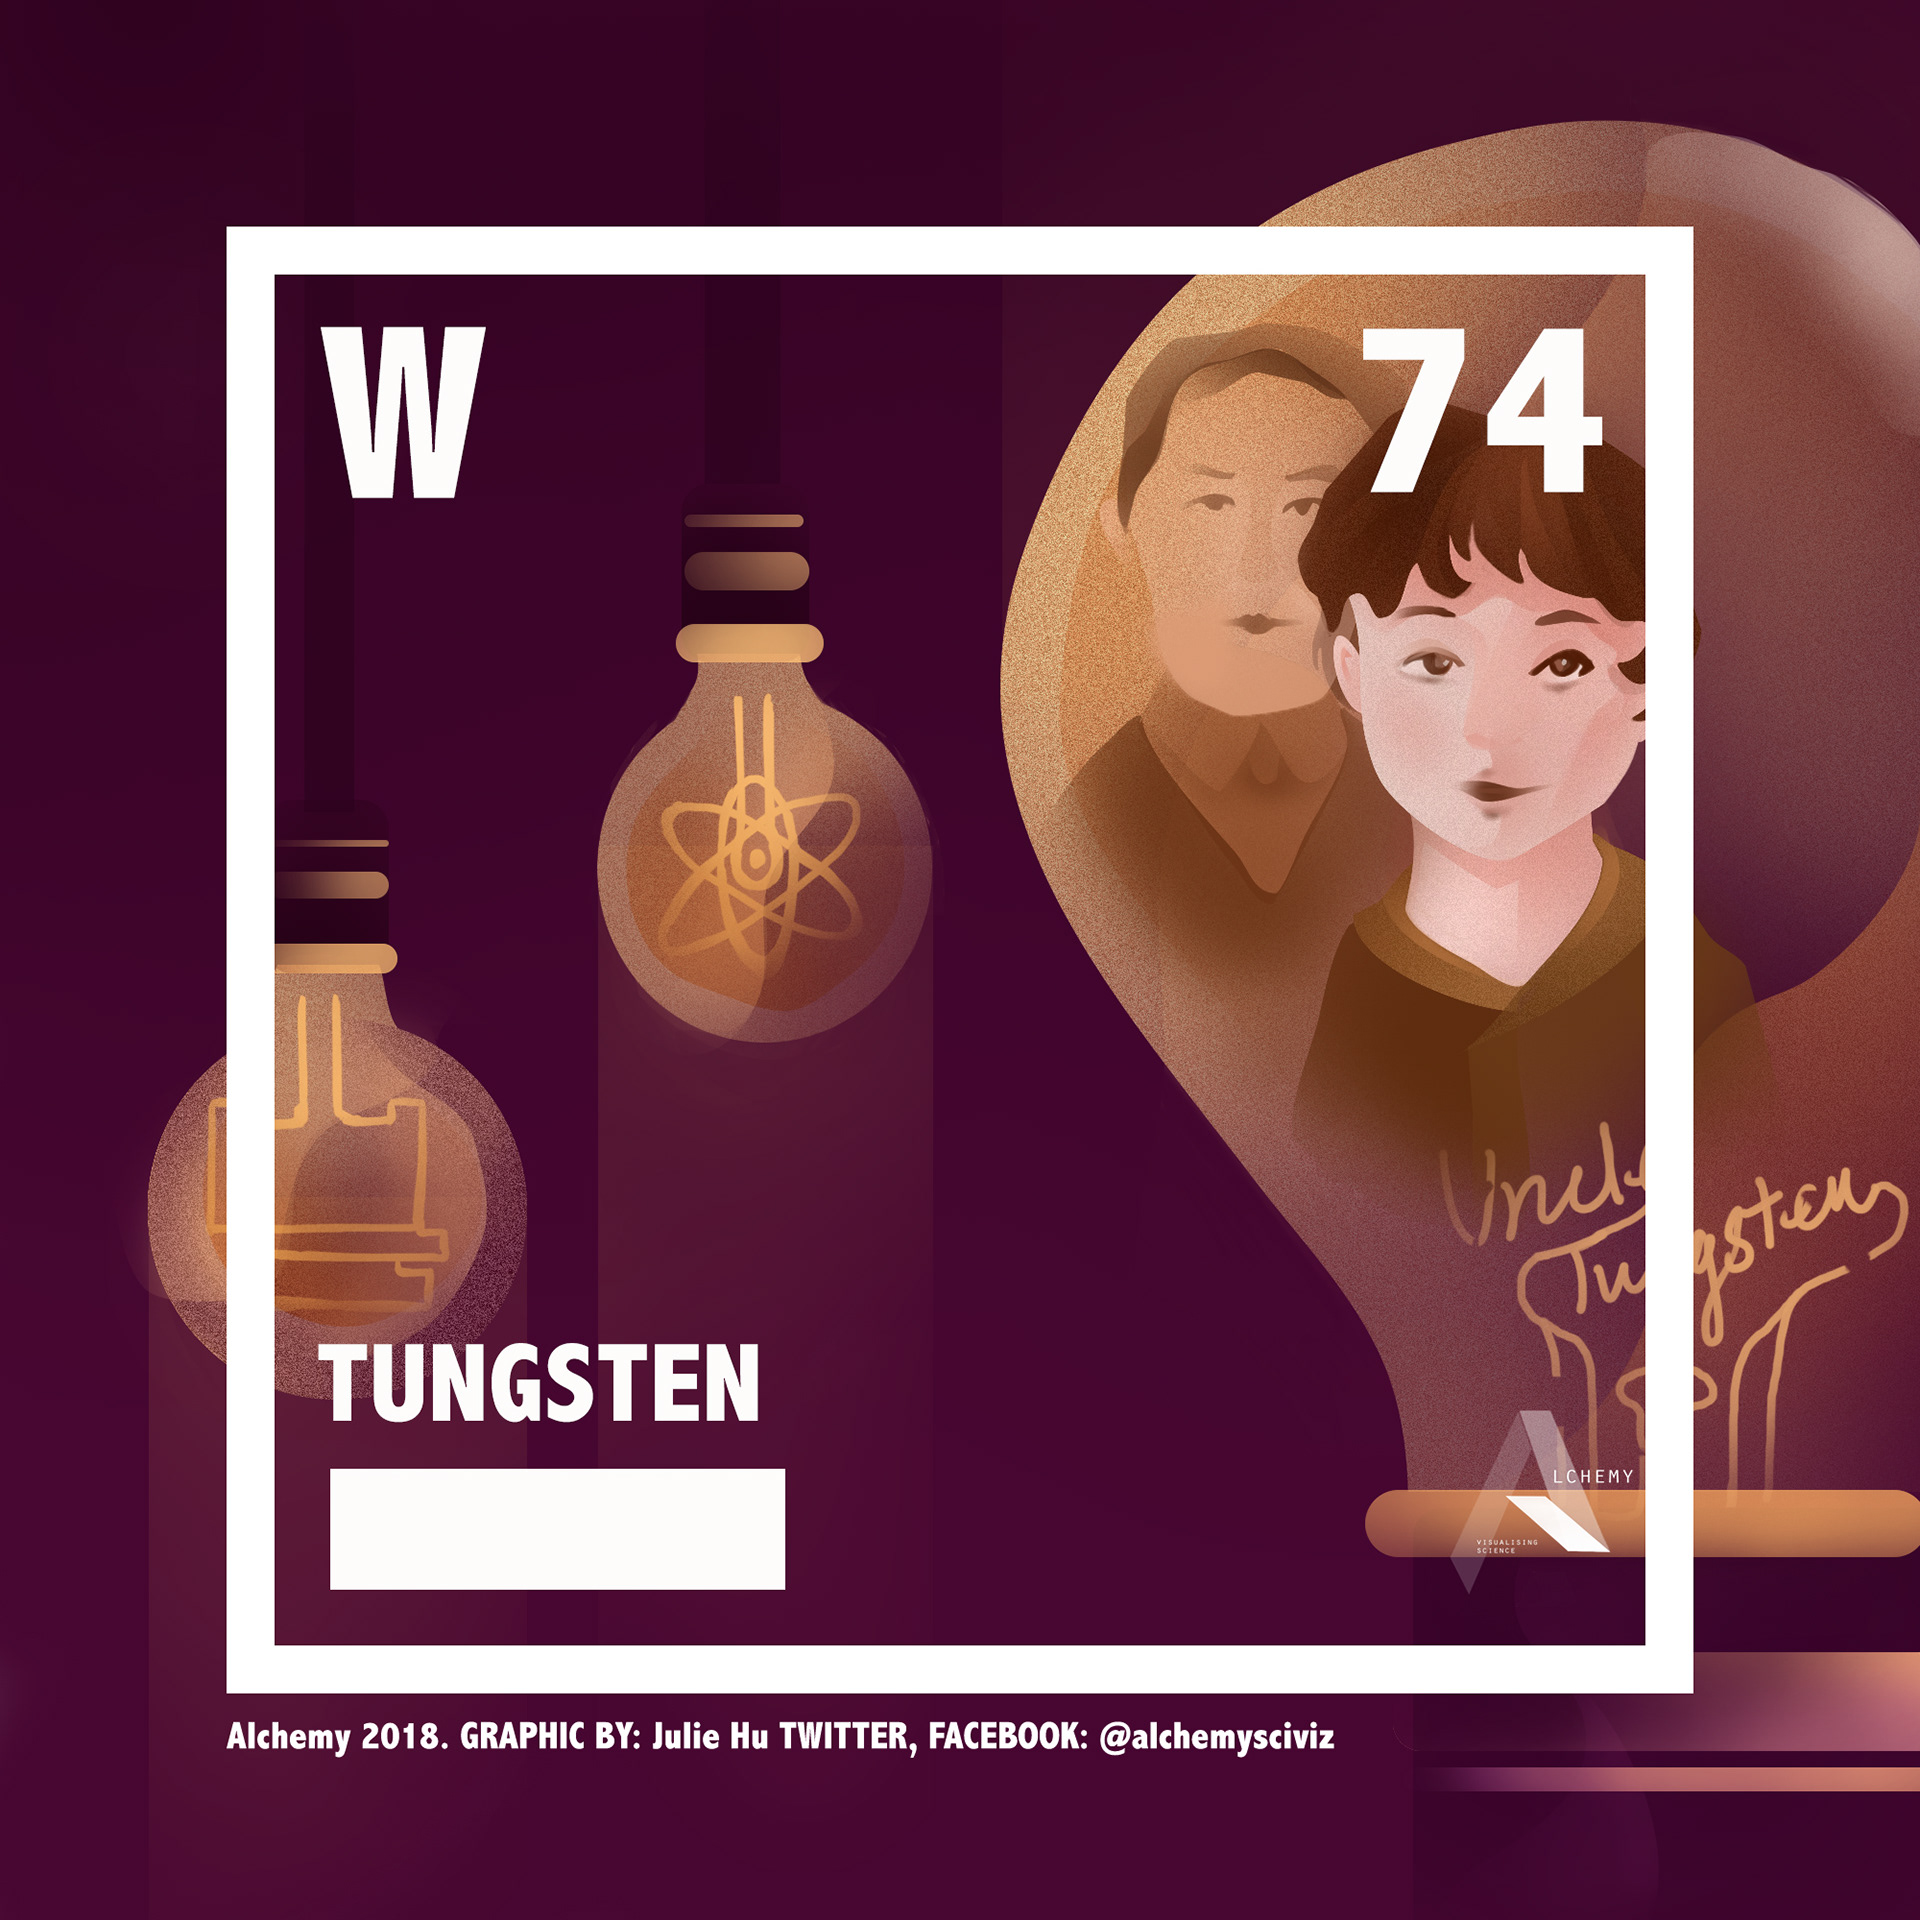 W
74
Uncle
Tungsten
TUNGSTEN
ALCHEMY
VISUALISING
SCIENCE
Alchemy 2018. GRAPHIC BY: Julie Hu TWITTER, FACEBOOK: @alchemysciviz